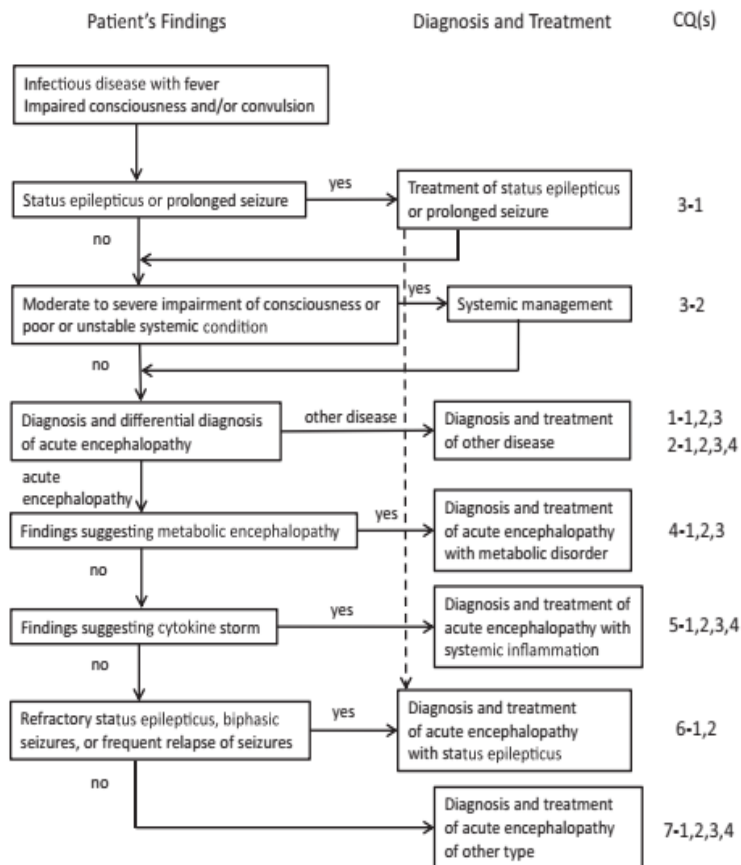 Patient's Findings
Diagnosis and Treatment
CQ(s)
Infectious disease with fever
Impaired consciousness and/or convulsion
Status epilepticus or prolonged seizure
yes
Treatment of status epilepticus
or prolonged seizure
3-1
no
Moderate to severe impairment of consciousness or
poor or unstable systemic condition
yes
Systemic management
3-2
no
Diagnosis and differential diagnosis
of acute encephalopathy
other disease
Diagnosis and treatment
of other disease
1-1,2,3
2-1,2,3,4
acute
encephalopathy
Findings suggesting metabolic encephalopathy
yes
Diagnosis and treatment
of acute encephalopathy
with metabolic disorder
4-1,2,3
no
Findings suggesting cytokine storm
yes
Diagnosis and treatment of
acute encephalopathy with
systemic inflammation
5-1,2,3,4
no
Refractory status epilepticus, biphasic
seizures, or frequent relapse of seizures
yes
Diagnosis and treatment
of acute encephalopathy
with status epilepticus
6-1,2
no
Diagnosis and treatment
of acute encephalopathy
of other type
7-1,2,3,4